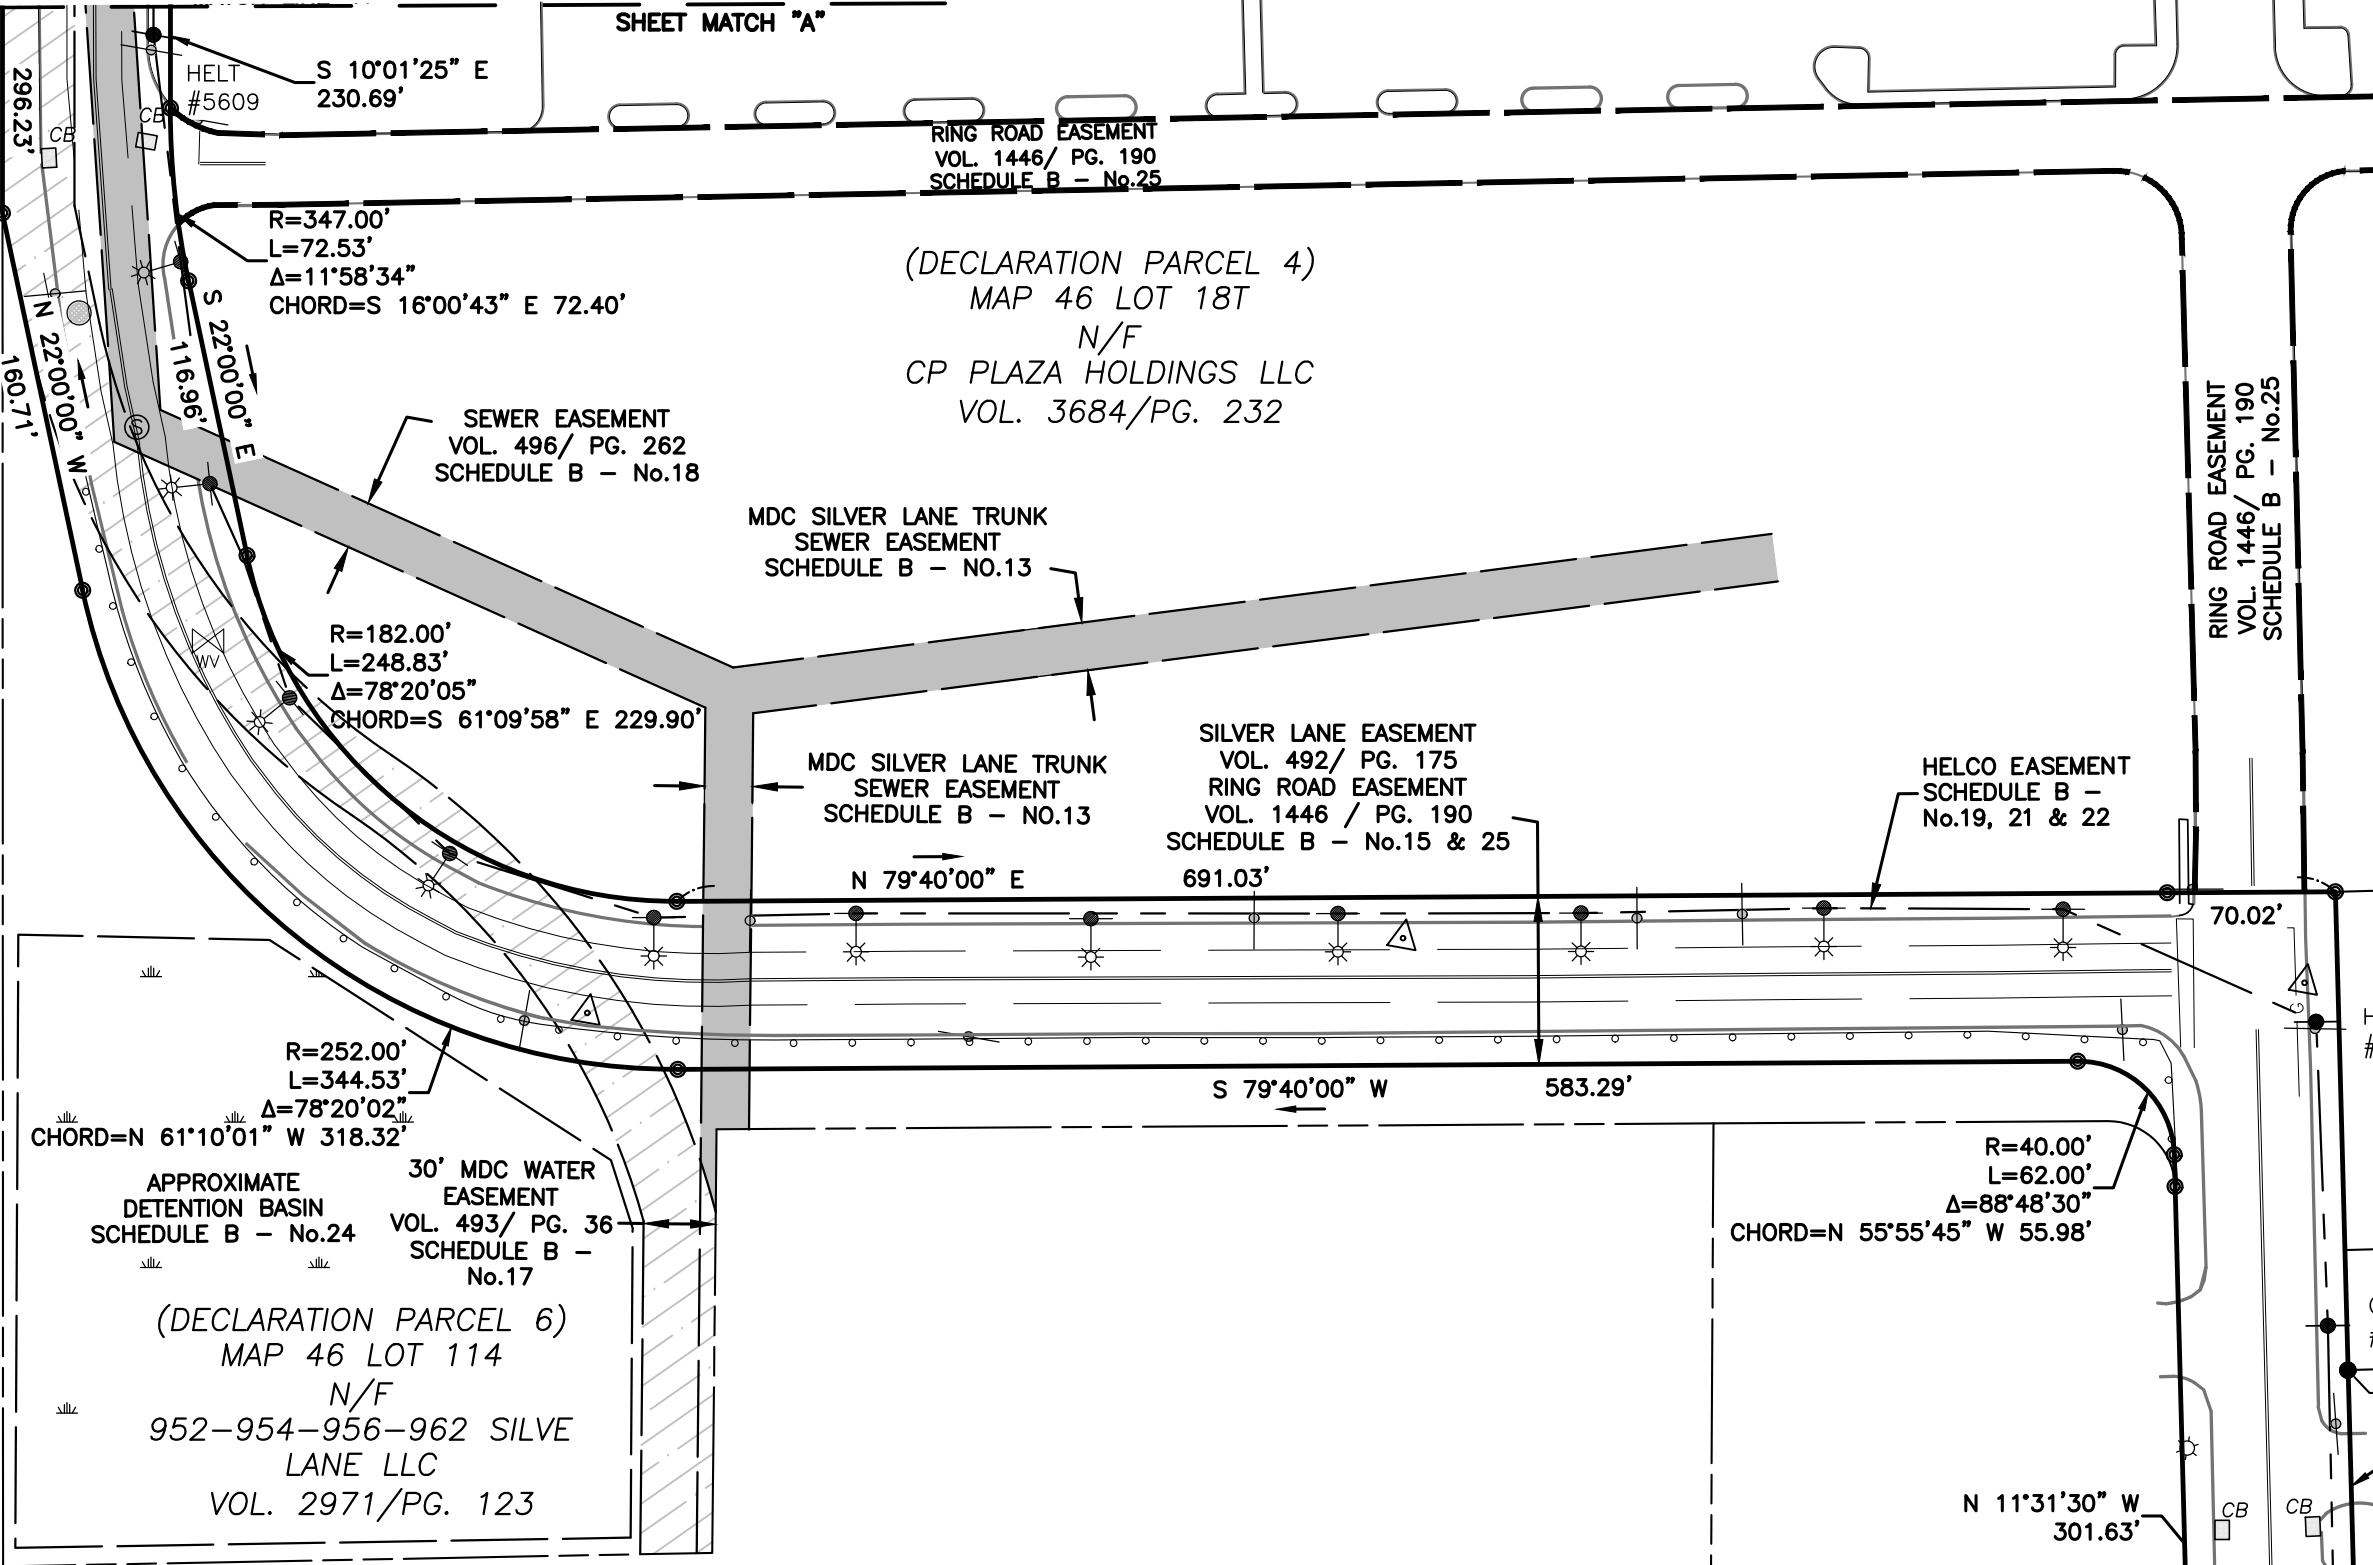 SHEET MATCH "A"
S 10°01'25" E
230.69'
HELT
#5609
CB
CB
296.23'
RING ROAD EASEMENT
VOL. 1446/ PG. 190
SCHEDULE B - No.25
R=347.00'
L=72.53'
Δ=11°58'34"
CHORD=S 16°00'43" E 72.40'
(DECLARATION PARCEL 4)
MAP 46 LOT 18T
N/F
CP PLAZA HOLDINGS LLC
VOL. 3684/PG. 232
N 22°00'00" W
160.71'
S 22°00'00" E
116.96'
S
SEWER EASEMENT
VOL. 496/ PG. 262
SCHEDULE B - No.18
MDC SILVER LANE TRUNK
SEWER EASEMENT
SCHEDULE B - NO.13
RING ROAD EASEMENT
VOL. 1446/ PG. 190
SCHEDULE B - No.25
WV
R=182.00'
L=248.83'
Δ=78°20'05"
CHORD=S 61°09'58" E 229.90'
MDC SILVER LANE TRUNK
SEWER EASEMENT
SCHEDULE B - NO.13
SILVER LANE EASEMENT
VOL. 492/ PG. 175
RING ROAD EASEMENT
VOL. 1446 / PG. 190
SCHEDULE B - No.15 & 25
HELCO EASEMENT
SCHEDULE B -
No.19, 21 & 22
N 79°40'00" E
691.03'
70.02'
G
R=252.00'
L=344.53'
Δ=78°20'02"
CHORD=N 61°10'01" W 318.32'
S 79°40'00" W
583.29'
APPROXIMATE
DETENTION BASIN
SCHEDULE B - No.24
30' MDC WATER
EASEMENT
VOL. 493/ PG. 36
SCHEDULE B -
No.17
R=40.00'
L=62.00'
Δ=88°48'30"
CHORD=N 55°55'45" W 55.98'
(DECLARATION PARCEL 6)
MAP 46 LOT 114
N/F
952-954-956-962 SILVE
LANE LLC
VOL. 2971/PG. 123
N 11°31'30" W
301.63'
CB
CB